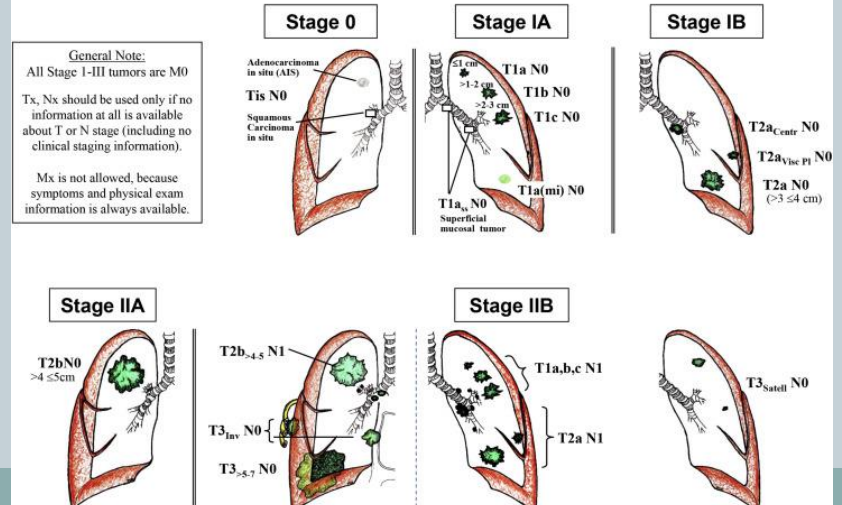 General Note:
All Stage 1-III tumors are M0
Tx, Nx should be used only if no
information at all is available
about T or N stage (including no
clinical staging information).
Mx is not allowed, because
symptoms and physical exam
information is always available.
Stage 0
Adenocarcinoma
in situ (AIS)
Tis N0
Squamous
Carcinoma
in situ
Stage IA
≤1 cm
T1a N0
>1-2 cm
T1b N0
>2-3 cm
T1c N0
T1a(mi) N0
T1ass N0
Superficial
mucosal tumor
Stage IB
T2aCentr N0
T2aVisc Pl N0
T2a N0
(>3 ≤4 cm)
Stage IIA
T2bN0
>4 ≤5cm
Stage IIB
T2b>4-5 N1
T3Inv N0
T3>5-7 N0
T1a,b,c N1
T2a N1
T3Satell N0